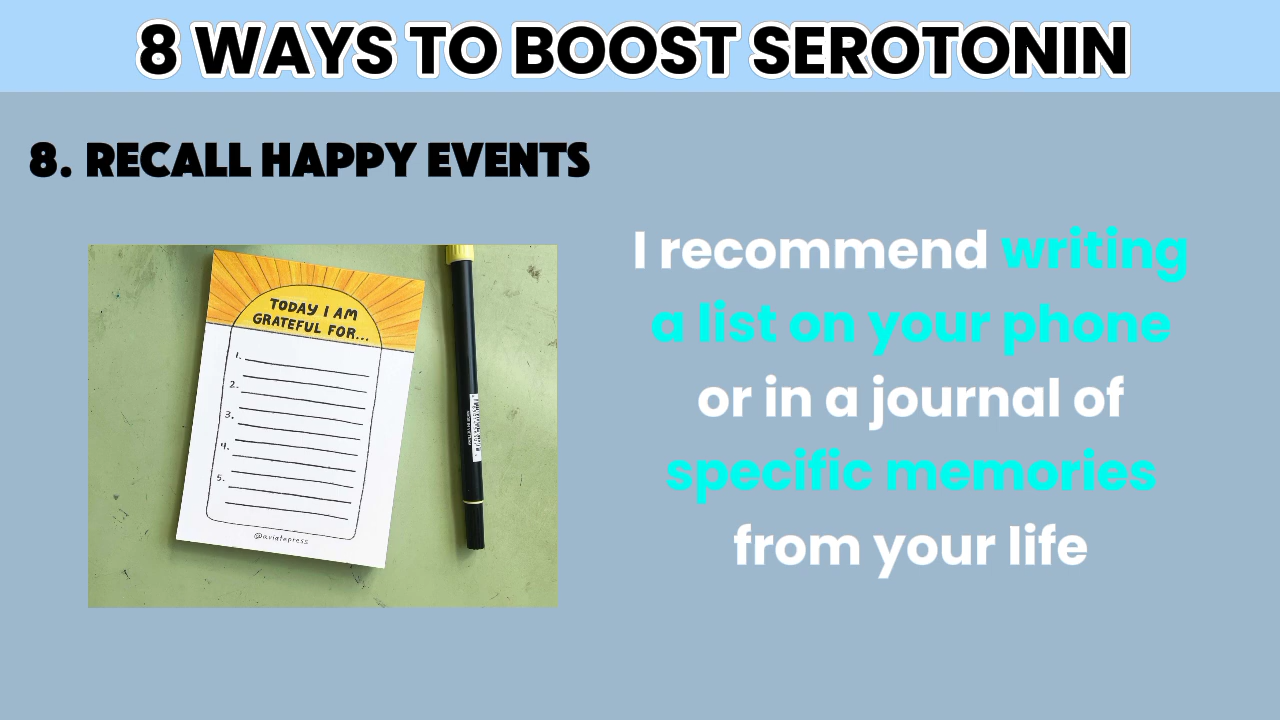 8 WAYS TO BOOST SEROTONIN
8. RECALL HAPPY EVENTS
TODAY I AM
GRATEFUL FOR...
1.
2.
3.
4.
5.
@aviatepress
I recommend writing
a list on your phone
or in a journal of
specific memories
from your life